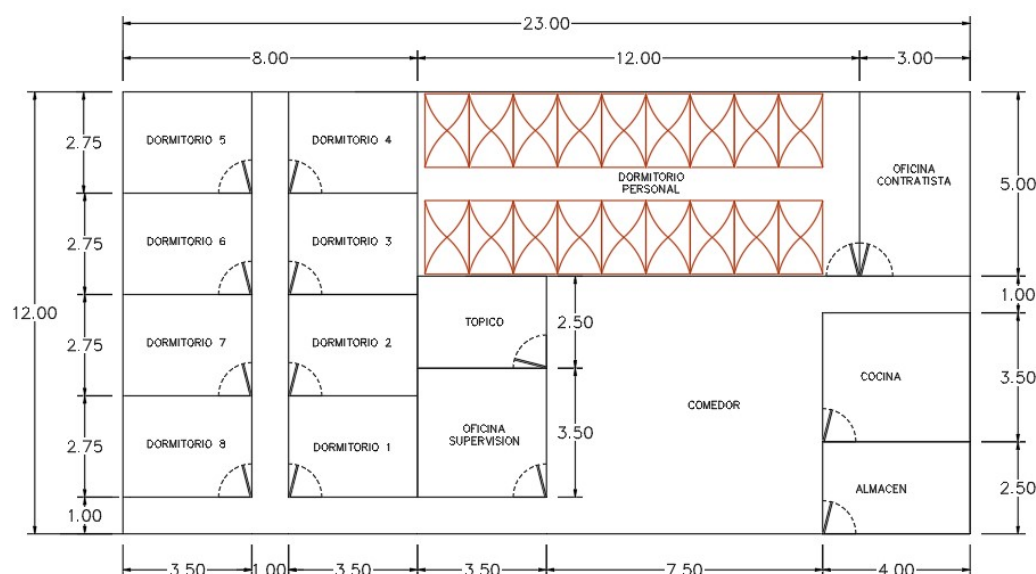 23.00
8.00
12.00
3.00
2.75
DORMITORIO 5
DORMITORIO 4
DORMITORIO
PERSONAL
OFICINA
CONTRATISTA
5.00
2.75
DORMITORIO 6
DORMITORIO 3
12.00
1.00
2.75
DORMITORIO 7
DORMITORIO 2
TOPICO
2.50
3.50
COCINA
COMEDOR
2.75
DORMITORIO 8
DORMITORIO 1
OFICINA
SUPERVISION
3.50
ALMACEN
2.50
1.00
3.50
1.00
3.50
3.50
7.50
4.00